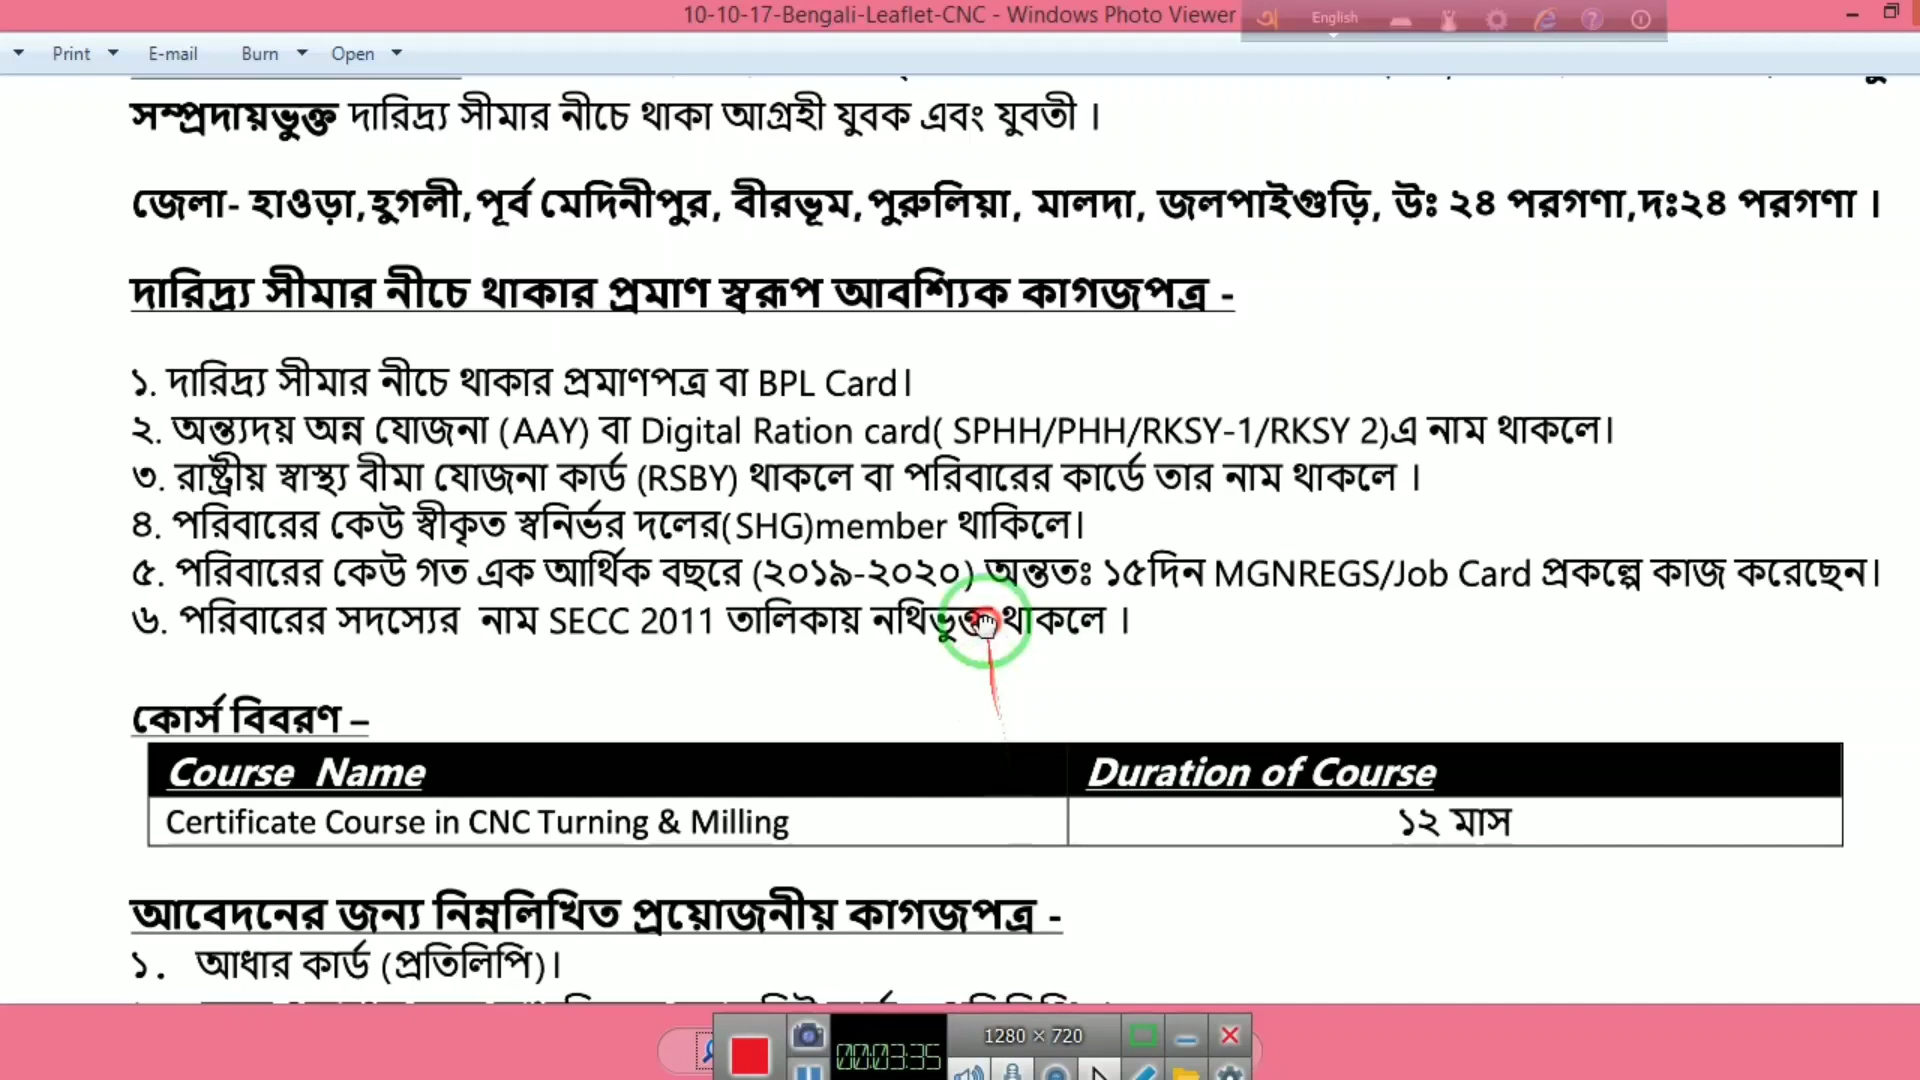 10-10-17-Bengali-Leaflet-CNC - Windows Photo Viewer
English
Print E-mail Burn Open
সম্প্রদায়ভুক্ত দারিদ্র্য সীমার নীচে থাকা আগ্রহী যুবক এবং যুবতী ।
জেলা- হাওড়া,হুগলী,পূর্ব মেদিনীপুর, বীরভূম,পুরুলিয়া, মালদা, জলপাইগুড়ি, উঃ ২৪ পরগণা,দঃ২৪ পরগণা ।
দারিদ্র্য সীমার নীচে থাকার প্রমাণ স্বরূপ আবশ্যিক কাগজপত্র -
১. দারিদ্র্য সীমার নীচে থাকার প্রমাণপত্র বা BPL Card।
২. অন্ত্যদয় অন্ন যোজনা (AAY) বা Digital Ration card( SPHH/PHH/RKSY-1/RKSY 2)এ নাম থাকলে।
৩. রাষ্ট্রীয় স্বাস্থ্য বীমা যোজনা কার্ড (RSBY) থাকলে বা পরিবারের কার্ডে তার নাম থাকলে ।
৪. পরিবারের কেউ স্বীকৃত স্বনির্ভর দলের(SHG)member থাকিলে।
৫. পরিবারের কেউ গত এক আর্থিক বছরে (২০১৯-২০২০) অন্ততঃ ১৫দিন MGNREGS/Job Card প্রকল্পে কাজ করেছেন।
৬. পরিবারের সদস্যের নাম SECC 2011 তালিকায় নথিভুক্ত থাকলে ।
কোর্স বিবরণ –
Course Name Duration of Course
Certificate Course in CNC Turning & Milling ১২ মাস
আবেদনের জন্য নিম্নলিখিত প্রয়োজনীয় কাগজপত্র -
১. আধার কার্ড (প্রতিলিপি)।
1280 × 720
00:03:35